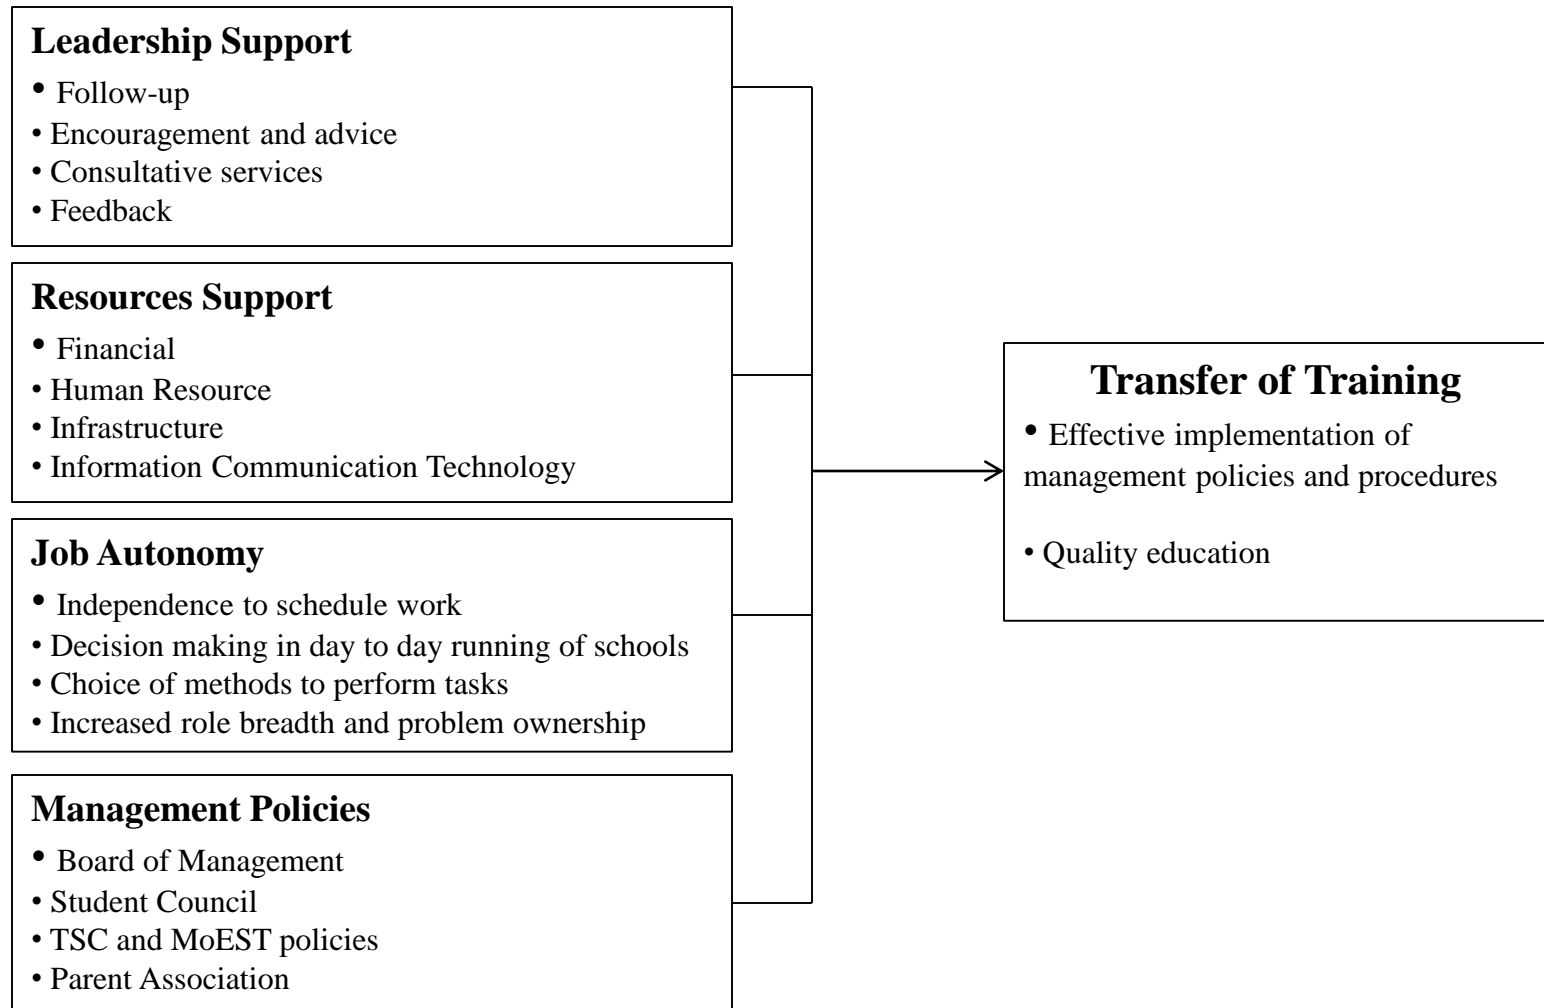 Leadership Support
• Follow-up
• Encouragement and advice
• Consultative services
• Feedback
Resources Support
• Financial
• Human Resource
• Infrastructure
• Information Communication Technology
Job Autonomy
• Independence to schedule work
• Decision making in day to day running of schools
• Choice of methods to perform tasks
• Increased role breadth and problem ownership
Management Policies
• Board of Management
• Student Council
• TSC and MoEST policies
• Parent Association
Transfer of Training
• Effective implementation of
management policies and procedures
• Quality education